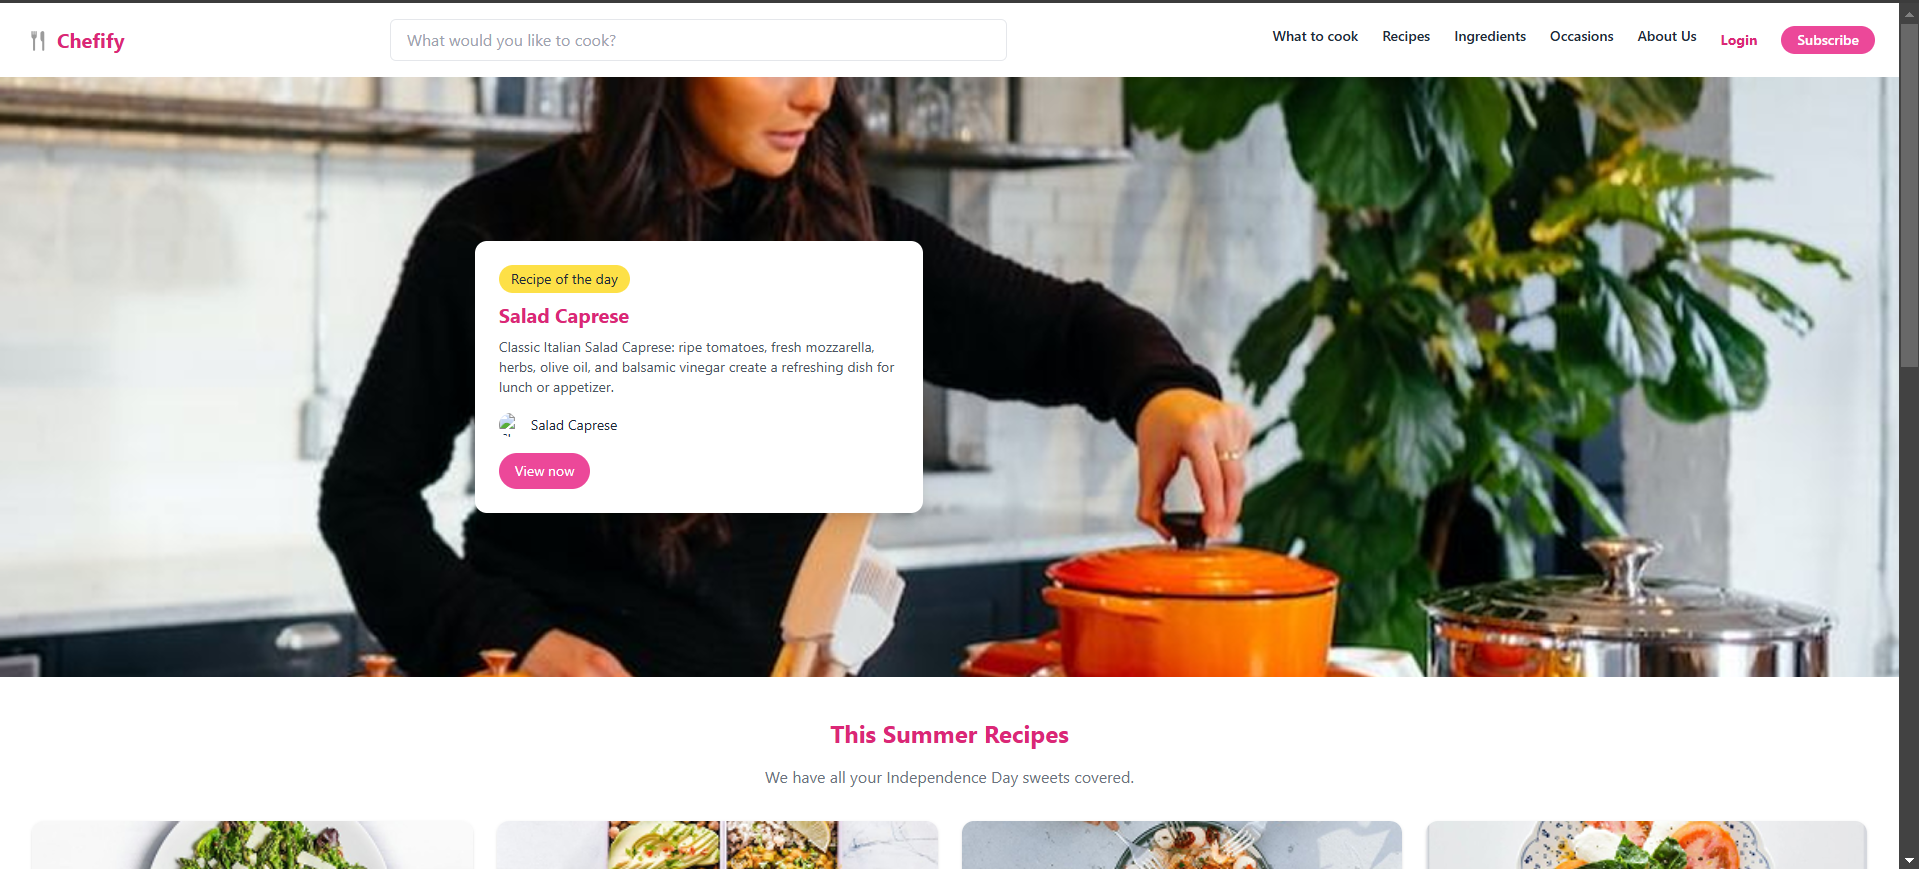 Chefify
What would you like to cook?
What to cook
Recipes
Ingredients
Occasions
About Us
Login
Subscribe
Recipe of the day
Salad Caprese
Classic Italian Salad Caprese: ripe tomatoes, fresh mozzarella,
herbs, olive oil, and balsamic vinegar create a refreshing dish for
lunch or appetizer.
Salad Caprese
View now
This Summer Recipes
We have all your Independence Day sweets covered.